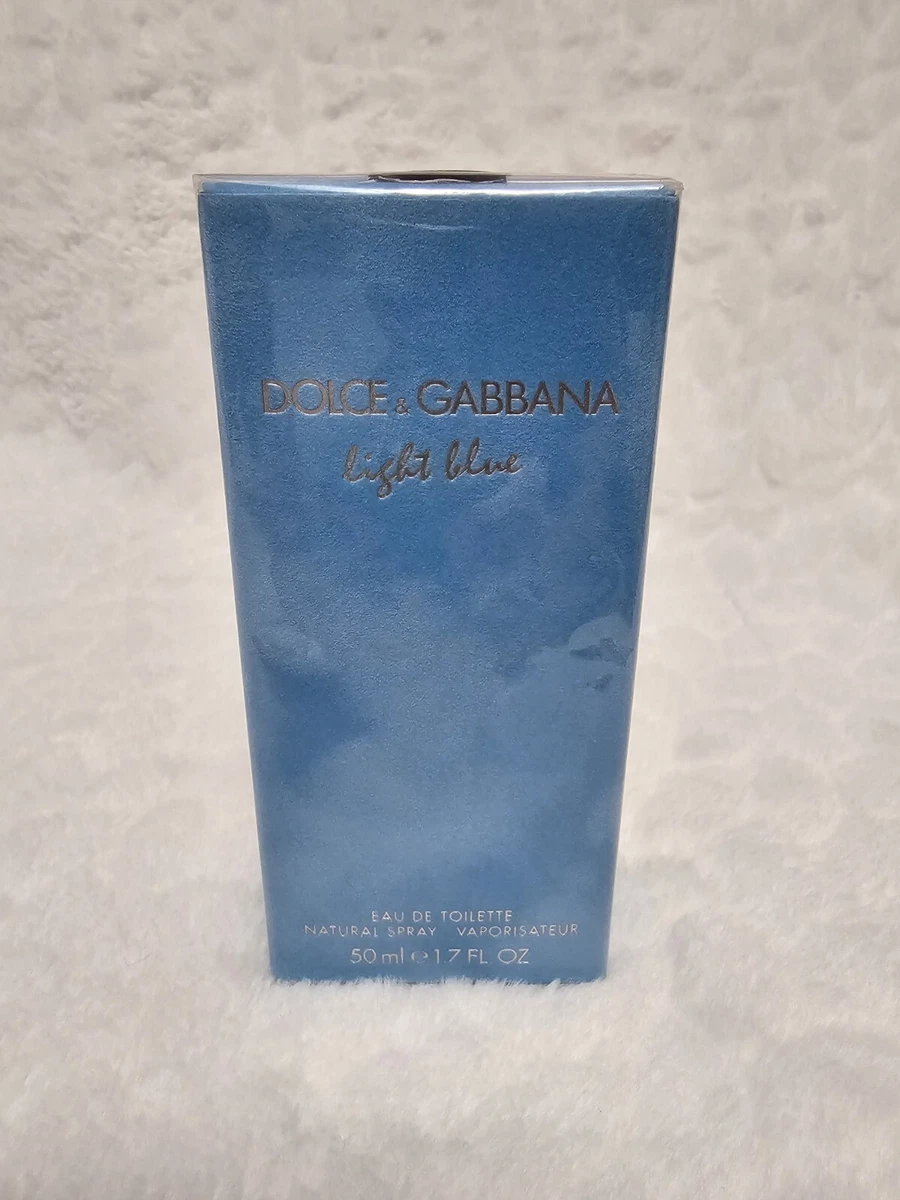 DOLCE & GABBANA
light blue
EAU DE TOILETTE
NATURAL SPRAY VAPORISATEUR
50 ml ℮ 1.7 FL OZ